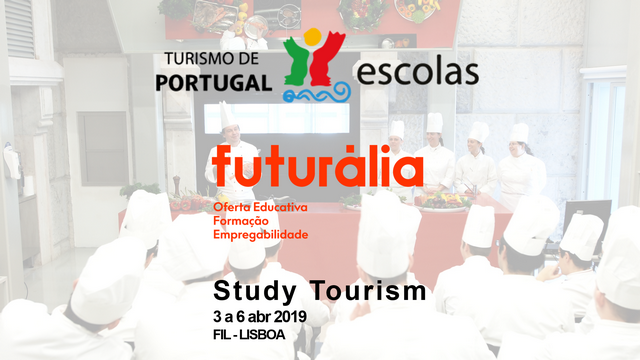 TURISMO DE
PORTUGAL
escolas
futurália
Oferta Educativa
Formação
Empregabilidade
Study Tourism
3 a 6 abr 2019
FIL - LISBOA